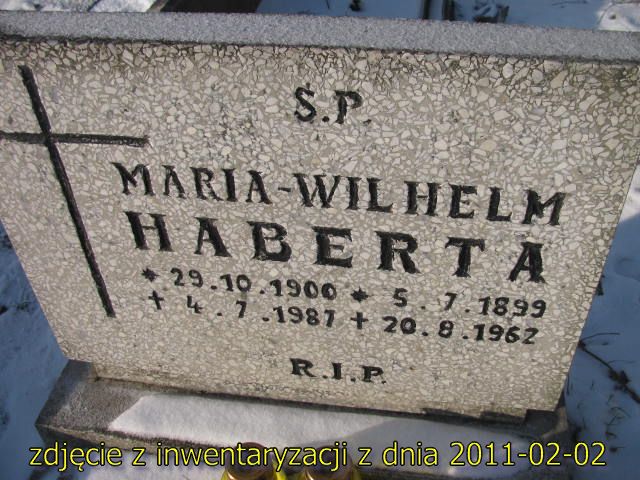 Ś.P.
MARIA-WILHELM
HABERTA
* 29.10.1900 * 5.7.1899
+ 4.7.1987 + 20.8.1962
R.I.P.
zdjęcie z inwentaryzacji z dnia 2011-02-02